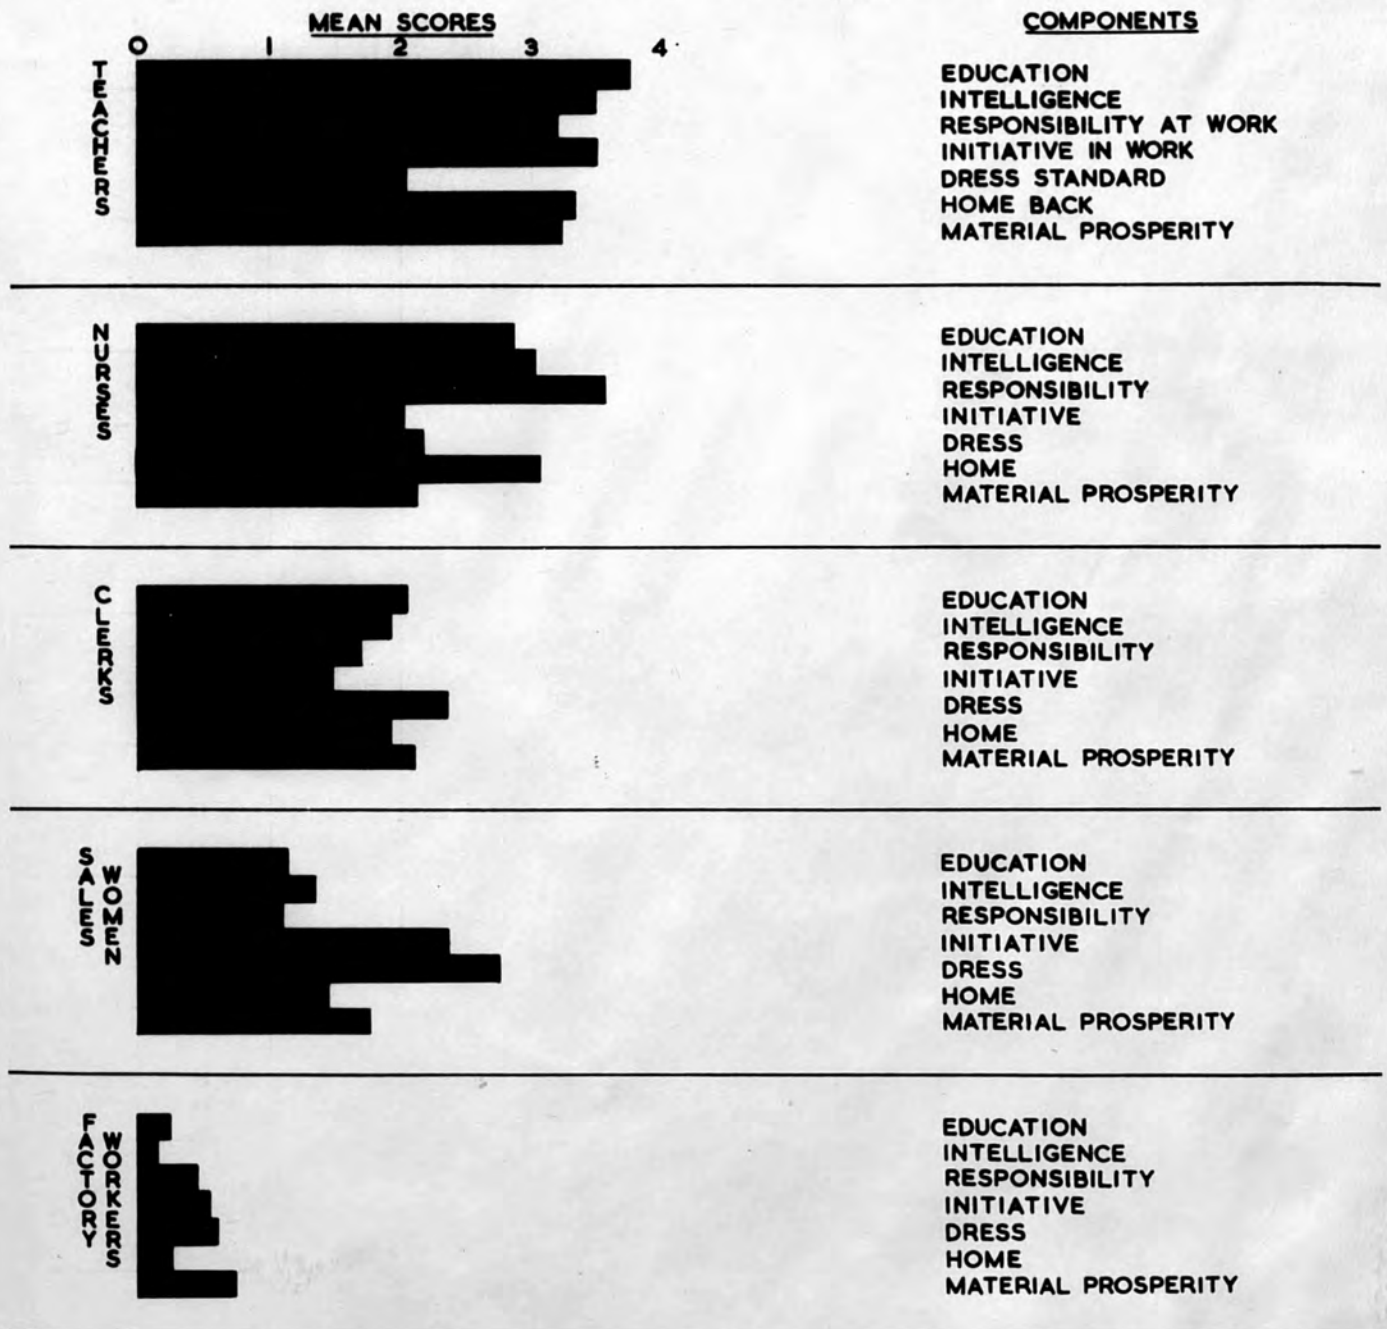 MEAN SCORES
COMPONENTS
0 1 2 3 4
TEACHERS
EDUCATION
INTELLIGENCE
RESPONSIBILITY AT WORK
INITIATIVE IN WORK
DRESS STANDARD
HOME BACK
MATERIAL PROSPERITY
NURSES
EDUCATION
INTELLIGENCE
RESPONSIBILITY
INITIATIVE
DRESS
HOME
MATERIAL PROSPERITY
CLERKS
EDUCATION
INTELLIGENCE
RESPONSIBILITY
INITIATIVE
DRESS
HOME
MATERIAL PROSPERITY
SALES
WOMEN
EDUCATION
INTELLIGENCE
RESPONSIBILITY
INITIATIVE
DRESS
HOME
MATERIAL PROSPERITY
FACTORY
WORKERS
EDUCATION
INTELLIGENCE
RESPONSIBILITY
INITIATIVE
DRESS
HOME
MATERIAL PROSPERITY